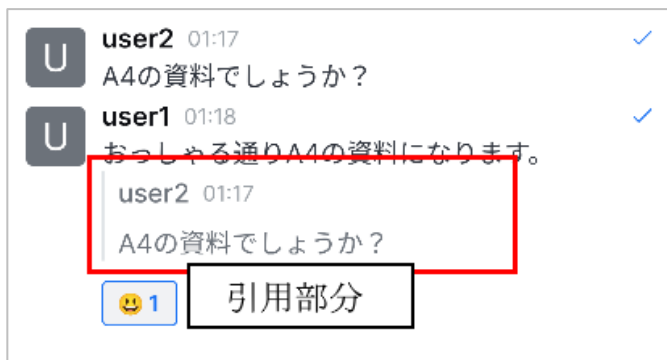 U user2 01:17
A4の資料でしょうか？
U user1 01:18
おっしゃる通りA4の資料になります。
user2 01:17
A4の資料でしょうか？
😃 1
引用部分